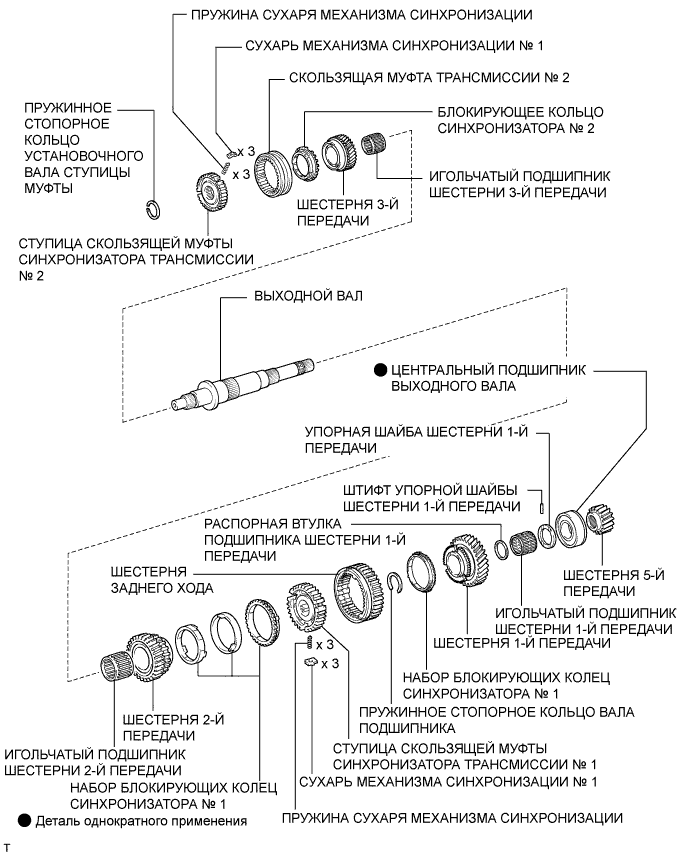 ПРУЖИНА СУХАРЯ МЕХАНИЗМА СИНХРОНИЗАЦИИ
СУХАРЬ МЕХАНИЗМА СИНХРОНИЗАЦИИ № 1
СКОЛЬЗЯЩАЯ МУФТА ТРАНСМИССИИ № 2
ПРУЖИННОЕ
СТОПОРНОЕ
КОЛЬЦО
УСТАНОВОЧНОГО
ВАЛА СТУПИЦЫ
МУФТЫ
БЛОКИРУЮЩЕЕ КОЛЬЦО
СИНХРОНИЗАТОРА № 2
x 3
x 3
ИГОЛЬЧАТЫЙ ПОДШИПНИК
ШЕСТЕРНИ 3-Й ПЕРЕДАЧИ
ШЕСТЕРНЯ 3-Й
ПЕРЕДАЧИ
СТУПИЦА СКОЛЬЗЯЩЕЙ МУФТЫ
СИНХРОНИЗАТОРА ТРАНСМИССИИ
№ 2
ВЫХОДНОЙ ВАЛ
ЦЕНТРАЛЬНЫЙ ПОДШИПНИК
ВЫХОДНОГО ВАЛА
УПОРНАЯ ШАЙБА ШЕСТЕРНИ 1-Й
ПЕРЕДАЧИ
ШТИФТ УПОРНОЙ ШАЙБЫ
ШЕСТЕРНИ 1-Й ПЕРЕДАЧИ
РАСПОРНАЯ ВТУЛКА
ПОДШИПНИКА ШЕСТЕРНИ 1-Й
ПЕРЕДАЧИ
ШЕСТЕРНЯ
ЗАДНЕГО ХОДА
ШЕСТЕРНЯ 5-Й
ПЕРЕДАЧИ
ИГОЛЬЧАТЫЙ ПОДШИПНИК
ШЕСТЕРНИ 1-Й ПЕРЕДАЧИ
ШЕСТЕРНЯ 1-Й ПЕРЕДАЧИ
x 3
x 3
НАБОР БЛОКИРУЮЩИХ КОЛЕЦ
СИНХРОНИЗАТОРА № 1
ПРУЖИННОЕ СТОПОРНОЕ КОЛЬЦО ВАЛА
ПОДШИПНИКА
ШЕСТЕРНЯ 2-Й
ПЕРЕДАЧИ
СТУПИЦА СКОЛЬЗЯЩЕЙ МУФТЫ
СИНХРОНИЗАТОРА ТРАНСМИССИИ № 1
ИГОЛЬЧАТЫЙ ПОДШИПНИК
ШЕСТЕРНИ 2-Й ПЕРЕДАЧИ
СУХАРЬ МЕХАНИЗМА СИНХРОНИЗАЦИИ № 1
НАБОР БЛОКИРУЮЩИХ КОЛЕЦ
СИНХРОНИЗАТОРА № 1
ПРУЖИНА СУХАРЯ МЕХАНИЗМА СИНХРОНИЗАЦИИ
Деталь однократного применения
T